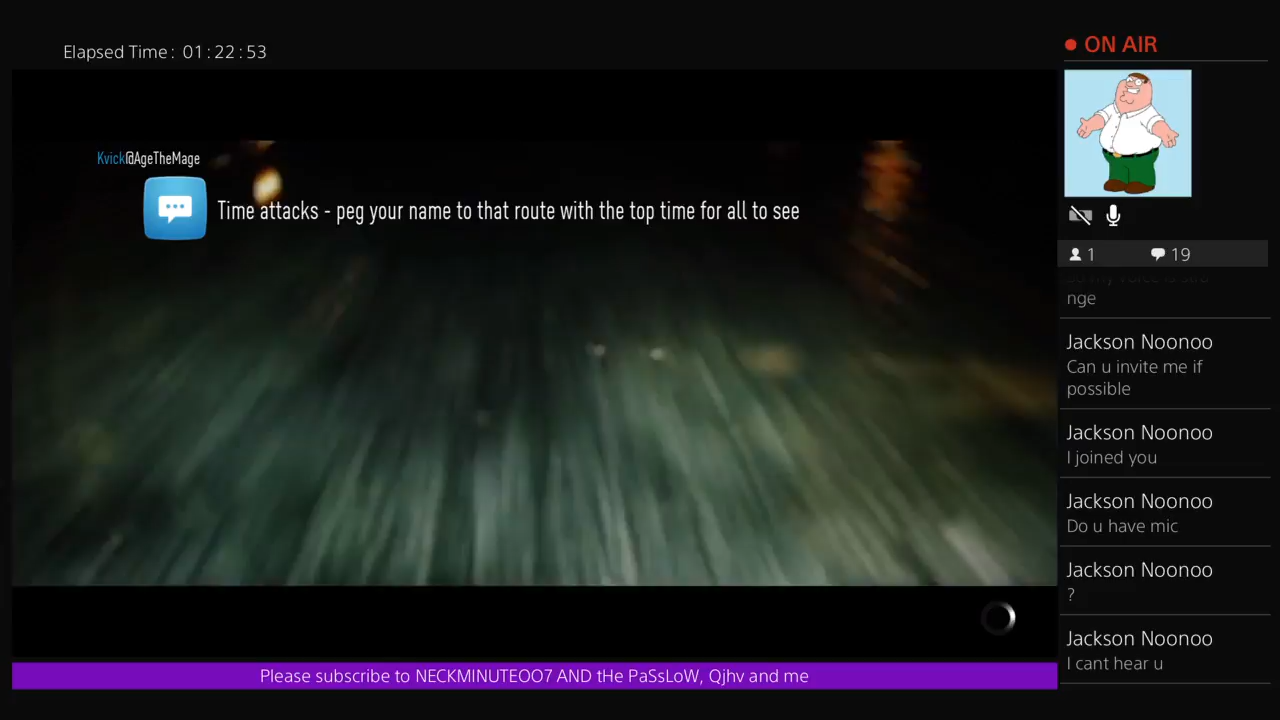 Elapsed Time: 01:22:53
ON AIR
Kvick@AgeTheMage
Time attacks - peg your name to that route with the top time for all to see
1
19
nge
Jackson Noonoo
Can u invite me if
possible
Jackson Noonoo
I joined you
Jackson Noonoo
Do u have mic
Jackson Noonoo
?
Jackson Noonoo
I cant hear u
Please subscribe to NECKMINUTEOO7 AND tHe PaSsLoW, Qjhv and me